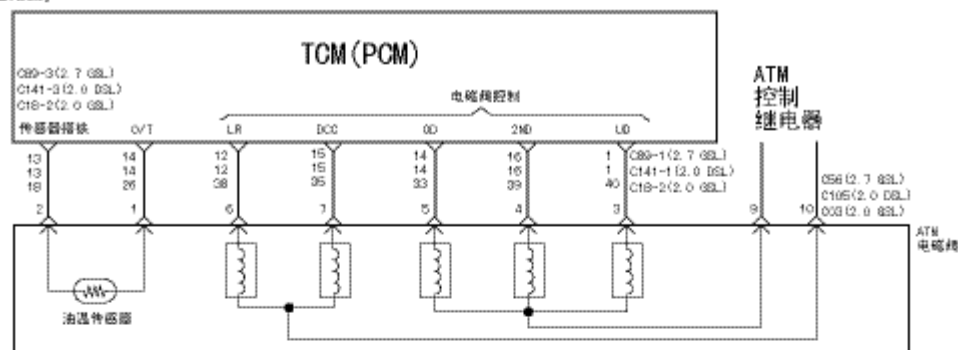 TCM(PCM)
C89-3(2.7 GSL)
C141-3(2.0 DSL)
C18-2(2.0 GSL)
ATM
控制
继电器
电磁阀控制
传感器搭铁 O/T LR DCC OD 2ND UD
13 14 12 15 14 16 1 C89-1(2.7 GSL)
13 14 12 15 14 16 1 C141-1(2.0 DSL)
18 26 38 35 33 39 40 C18-2(2.0 GSL)
C56(2.7 GSL)
C105(2.0 DSL)
C03(2.0 GSL)
2 1 6 7 5 4 3 9 10
ATM
电磁阀
油温传感器